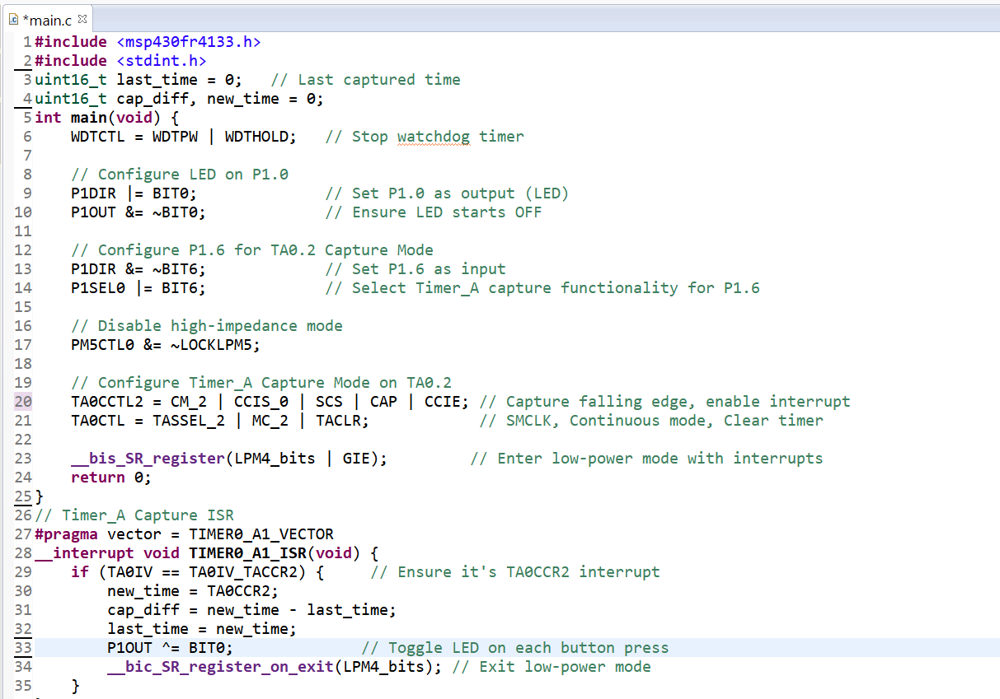 *main.c
1 #include <msp430fr4133.h>
2 #include <stdint.h>
3 uint16_t last_time = 0;   // Last captured time
4 uint16_t cap_diff, new_time = 0;
5 int main(void) {
6     WDTCTL = WDTPW | WDTHOLD;   // Stop watchdog timer
7
8     // Configure LED on P1.0
9     P1DIR |= BIT0;              // Set P1.0 as output (LED)
10     P1OUT &= ~BIT0;             // Ensure LED starts OFF
11
12     // Configure P1.6 for TA0.2 Capture Mode
13     P1DIR &= ~BIT6;             // Set P1.6 as input
14     P1SEL0 |= BIT6;             // Select Timer_A capture functionality for P1.6
15
16     // Disable high-impedance mode
17     PM5CTL0 &= ~LOCKLPM5;
18
19     // Configure Timer_A Capture Mode on TA0.2
20     TA0CCTL2 = CM_2 | CCIS_0 | SCS | CAP | CCIE; // Capture falling edge, enable interrupt
21     TA0CTL = TASSEL_2 | MC_2 | TACLR;            // SMCLK, Continuous mode, Clear timer
22
23     __bis_SR_register(LPM4_bits | GIE);         // Enter low-power mode with interrupts
24     return 0;
25 }
26 // Timer_A Capture ISR
27 #pragma vector = TIMER0_A1_VECTOR
28 __interrupt void TIMER0_A1_ISR(void) {
29     if (TA0IV == TA0IV_TACCR2) {     // Ensure it's TA0CCR2 interrupt
30         new_time = TA0CCR2;
31         cap_diff = new_time - last_time;
32         last_time = new_time;
33         P1OUT ^= BIT0;              // Toggle LED on each button press
34         __bic_SR_register_on_exit(LPM4_bits); // Exit low-power mode
35     }